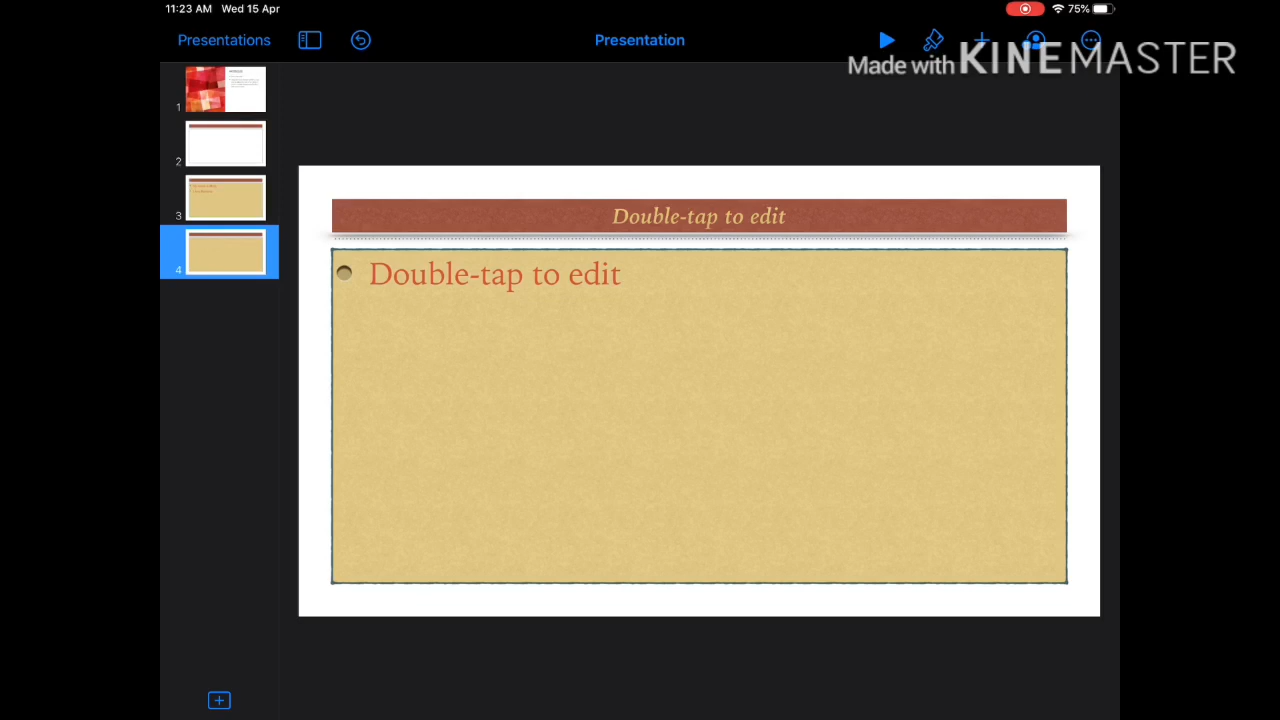 11:23 AM Wed 15 Apr
75%
Presentations
Presentation
Made with KINEMASTER
1
2
3
4
Double-tap to edit
Double-tap to edit